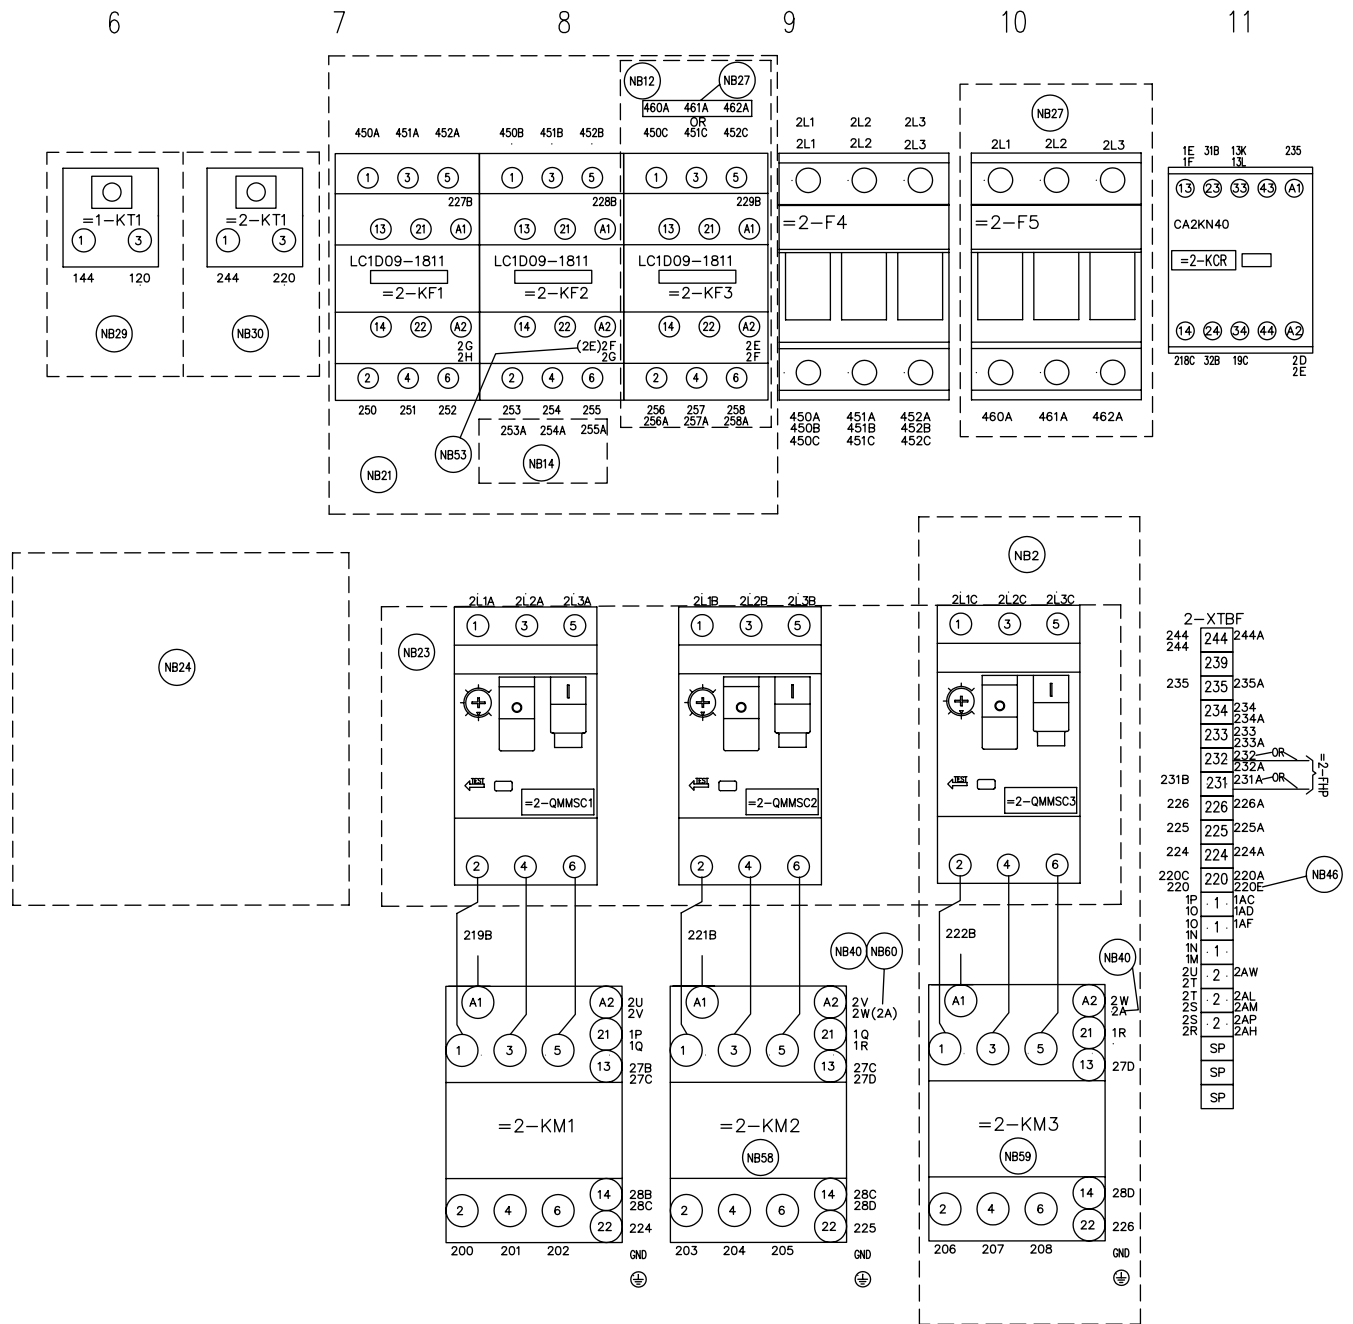 6 7 8 9 10 11
NB12 NB27
460A 461A 462A
OR
450A 451A 452A 450B 451B 452B 450C 451C 452C
2L1 2L2 2L3
2L1 2L2 2L3
NB27
2L1 2L2 2L3
1E 31B 13K 235
1F 13L
=1-KT1
1 3
144 120
NB29
=2-KT1
1 3
244 220
NB30
1 3 5
227B
13 21 A1
LC1D09-1811
=2-KF1
14 22 A2
2G
2H
2 4 6
250 251 252
1 3 5
228B
13 21 A1
LC1D09-1811
=2-KF2
14 22 A2
(2E)2F
2G
2 4 6
253 254 255
253A 254A 255A
NB14
NB53
NB21
1 3 5
229B
13 21 A1
LC1D09-1811
=2-KF3
14 22 A2
2E
2F
2 4 6
256 257 258
256A 257A 258A
=2-F4
450A 451A 452A
450B 451B 452B
450C 451C 452C
=2-F5
460A 461A 462A
13 23 33 43 A1
CA2KN40
=2-KCR
14 24 34 44 A2
218C 32B 19C 2D
2E
NB24
NB23
2L1A 2L2A 2L3A
1 3 5
TEST
=2-QMMSC1
2 4 6
219B
2L1B 2L2B 2L3B
1 3 5
TEST
=2-QMMSC2
2 4 6
221B
NB2
2L1C 2L2C 2L3C
1 3 5
TEST
=2-QMMSC3
2 4 6
222B
A1 A2 2U
2V
21 1P
1Q
1 3 5
13 27B
27C
=2-KM1
14 28B
28C
2 4 6
22 224
200 201 202 GND
NB40 NB60
A1 A2 2V
2W(2A)
21 1Q
1R
1 3 5
13 27C
27D
=2-KM2
NB58
14 28C
28D
2 4 6
22 225
203 204 205 GND
NB40
A1 A2 2W
2A
21 1R
1 3 5
13 27D
=2-KM3
NB59
14 28D
2 4 6
22 226
206 207 208 GND
2-XTBF
244 244 244A
244
239
235 235 235A
234 234
234A
233 233
233A
232 232 OR
232A
231B 231 231A OR
=2-FHP
226 226 226A
225 225 225A
224 224 224A
220C 220 220A
220 220E
NB46
1P 1 1AC
1O 1AD
1O 1 1AF
1N
1N 1
1M
2U 2 2AW
2T
2T 2 2AL
2S 2AM
2S 2 2AP
2R 2AH
SP
SP
SP